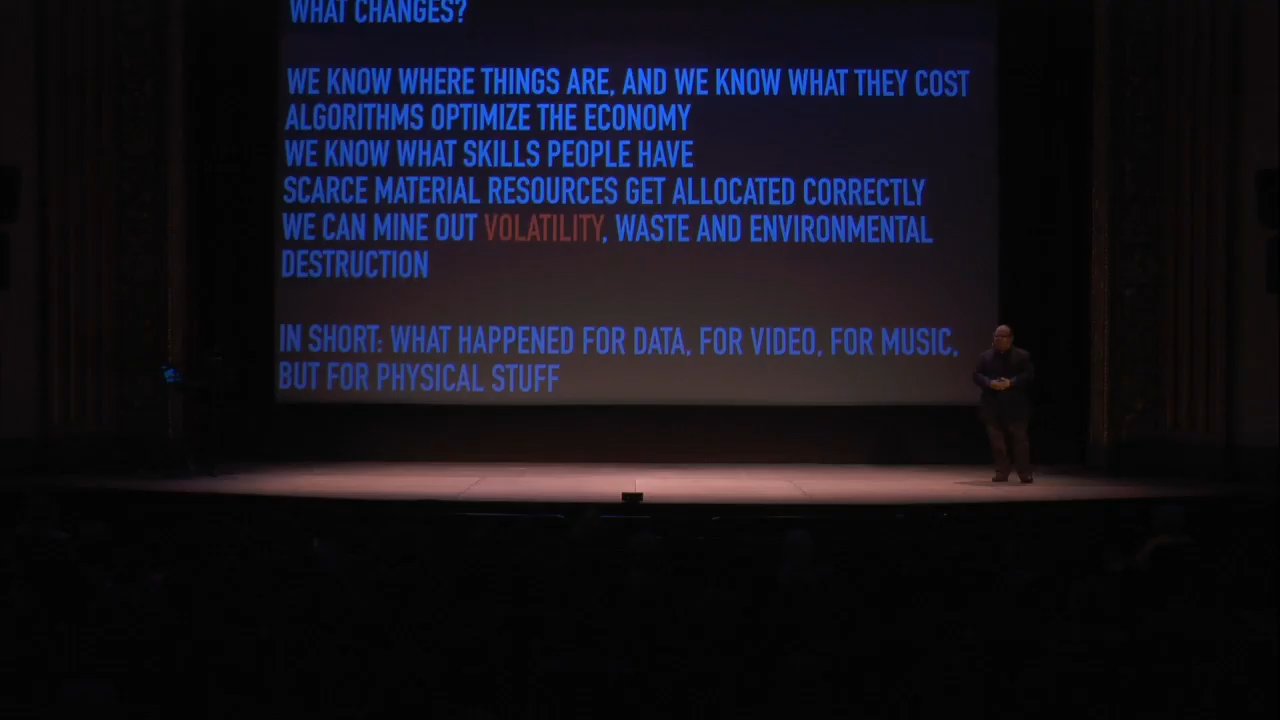 WHAT CHANGES?
WE KNOW WHERE THINGS ARE, AND WE KNOW WHAT THEY COST
ALGORITHMS OPTIMIZE THE ECONOMY
WE KNOW WHAT SKILLS PEOPLE HAVE
SCARCE MATERIAL RESOURCES GET ALLOCATED CORRECTLY
WE CAN MINE OUT VOLATILITY, WASTE AND ENVIRONMENTAL
DESTRUCTION
IN SHORT: WHAT HAPPENED FOR DATA, FOR VIDEO, FOR MUSIC,
BUT FOR PHYSICAL STUFF